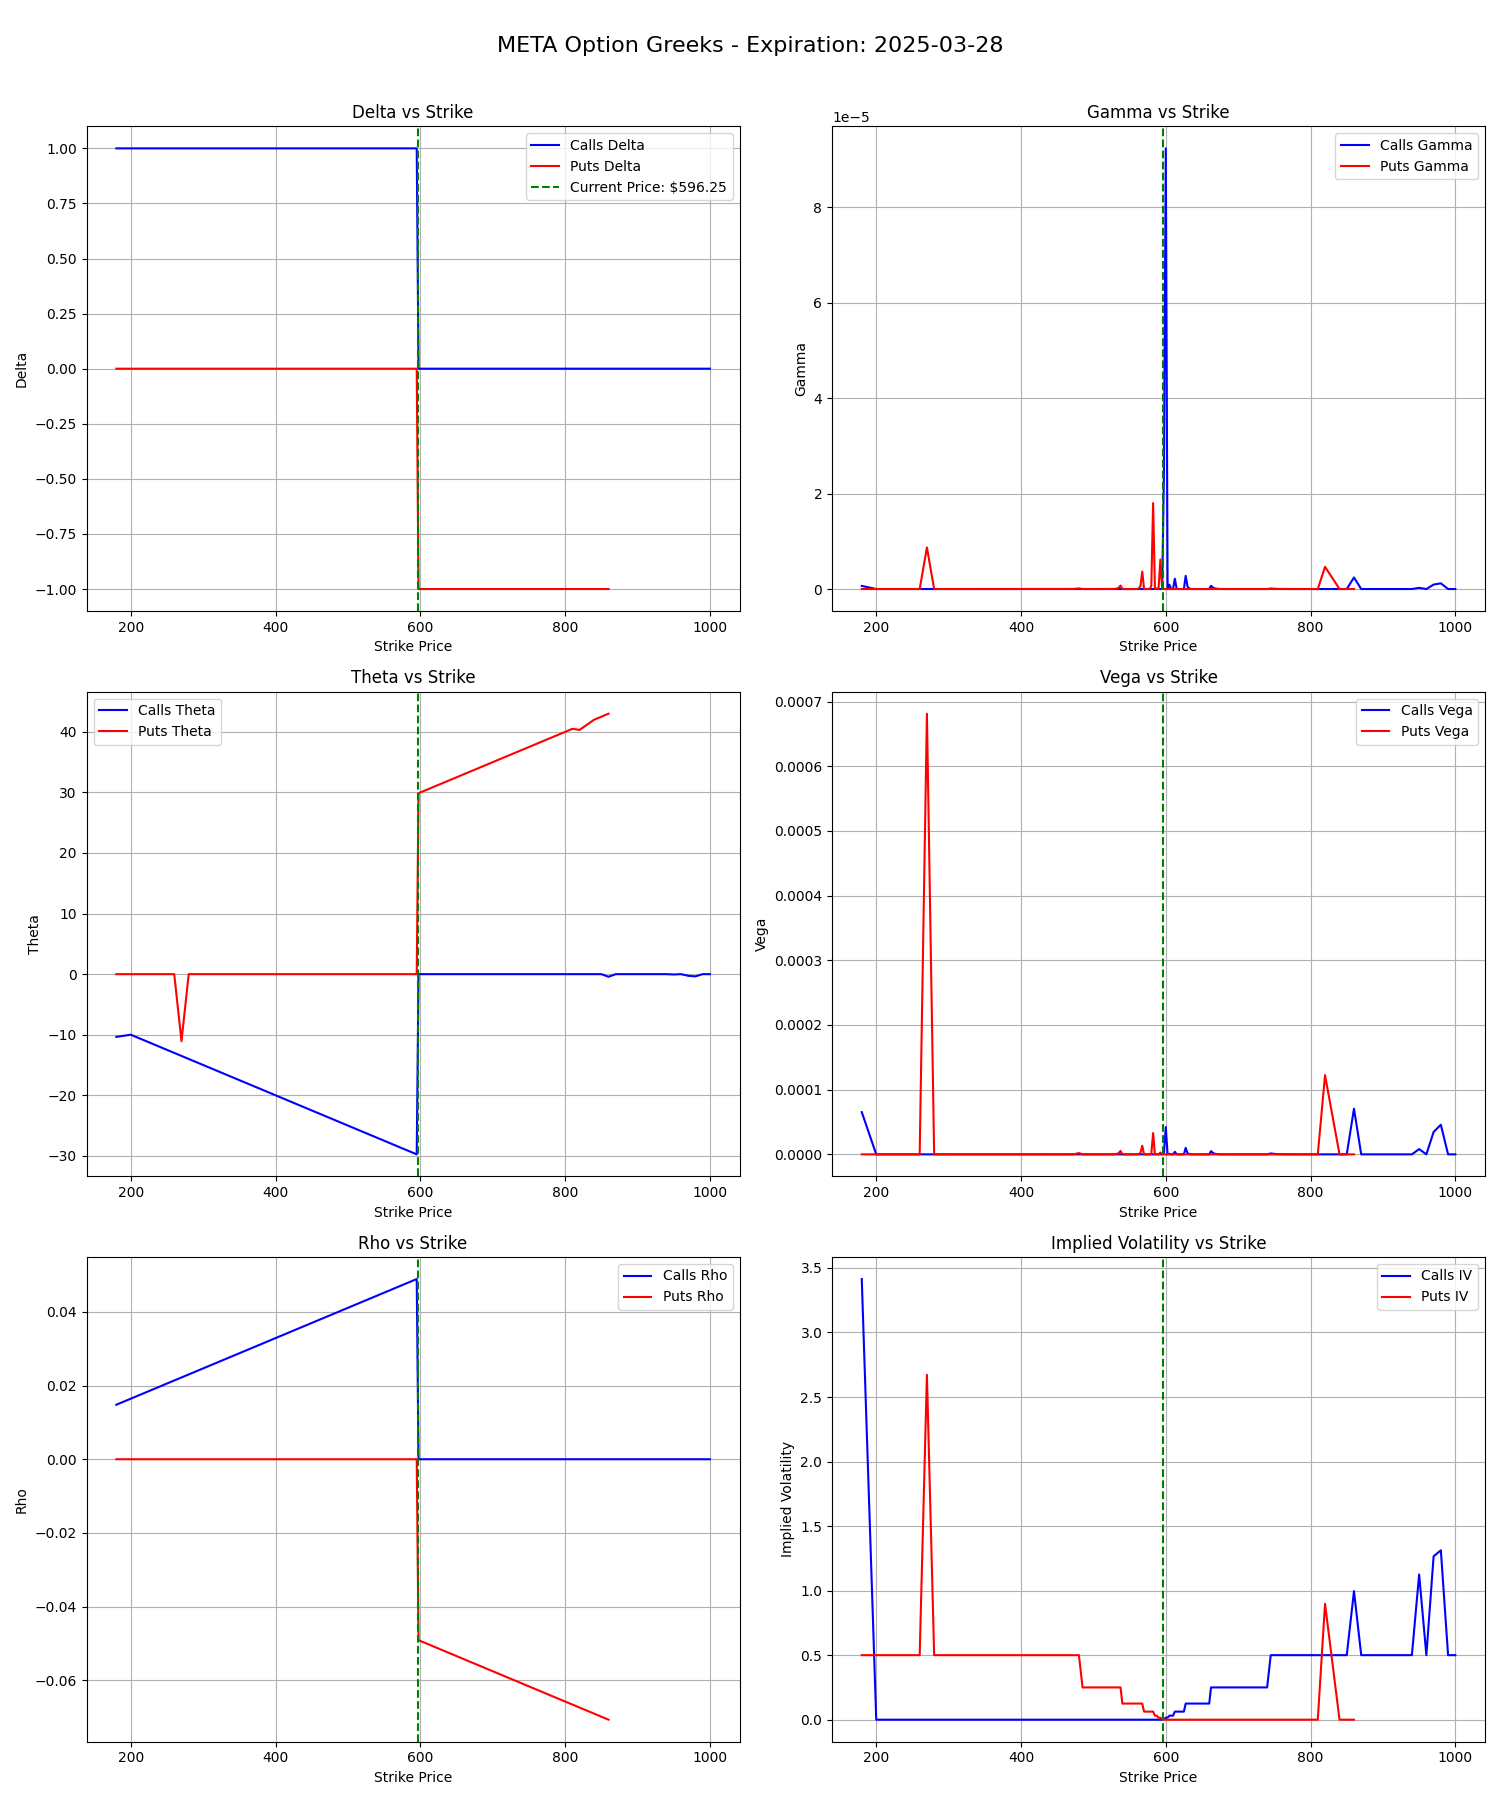 META Option Greeks - Expiration: 2025-03-28
Delta vs Strike
Calls Delta
Puts Delta
Current Price: $596.25
1.00
0.75
0.50
0.25
0.00
−0.25
−0.50
−0.75
−1.00
Delta
200 400 600 800 1000
Strike Price
Gamma vs Strike
1e−5
Calls Gamma
Puts Gamma
8
6
4
2
0
Gamma
200 400 600 800 1000
Strike Price
Theta vs Strike
Calls Theta
Puts Theta
40
30
20
10
0
−10
−20
−30
Theta
200 400 600 800 1000
Strike Price
Vega vs Strike
Calls Vega
Puts Vega
0.0007
0.0006
0.0005
0.0004
0.0003
0.0002
0.0001
0.0000
Vega
200 400 600 800 1000
Strike Price
Rho vs Strike
Calls Rho
Puts Rho
0.04
0.02
0.00
−0.02
−0.04
−0.06
Rho
200 400 600 800 1000
Strike Price
Implied Volatility vs Strike
Calls IV
Puts IV
3.5
3.0
2.5
2.0
1.5
1.0
0.5
0.0
Implied Volatility
200 400 600 800 1000
Strike Price